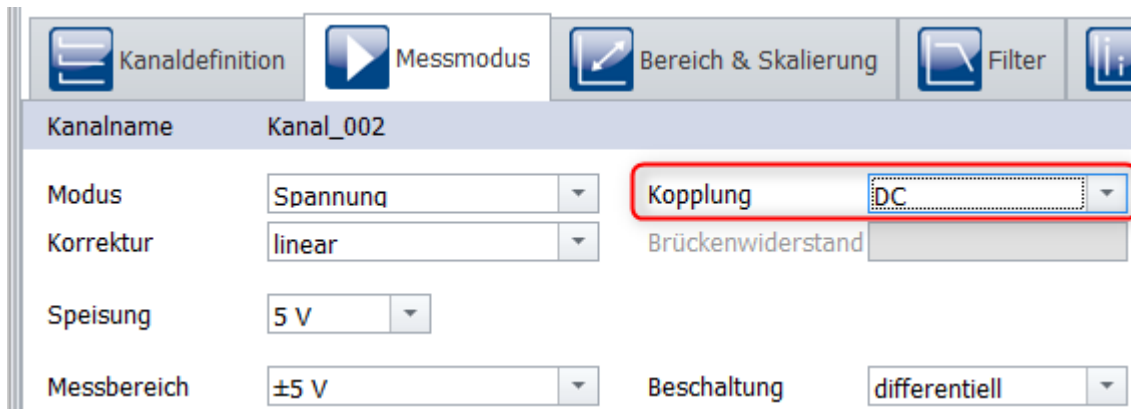 Kanaldefinition Messmodus Bereich & Skalierung Filter
Kanalname Kanal_002
Modus Spannung Kopplung DC
Korrektur linear Brückenwiderstand
Speisung 5 V
Messbereich ±5 V Beschaltung differentiell